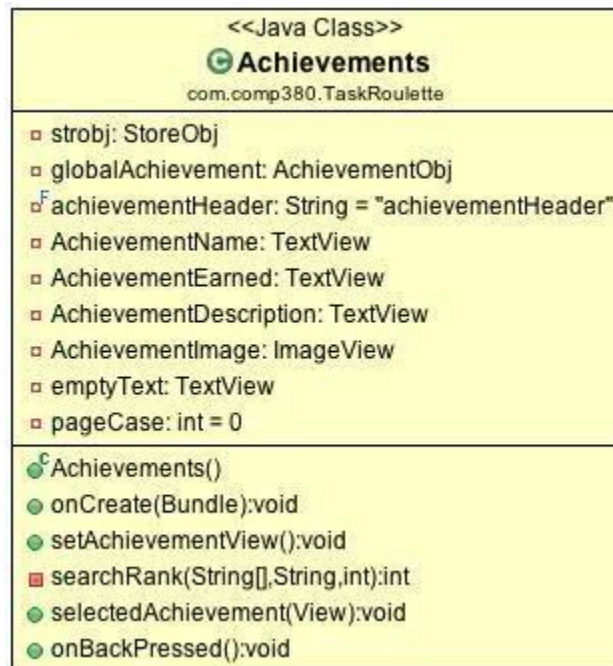 <<Java Class>>
Achievements
com.comp380.TaskRoulette
strobj: StoreObj
globalAchievement: AchievementObj
F achievementHeader: String = "achievementHeader"
AchievementName: TextView
AchievementEarned: TextView
AchievementDescription: TextView
AchievementImage: ImageView
emptyText: TextView
pageCase: int = 0
C Achievements()
onCreate(Bundle):void
setAchievementView():void
searchRank(String[],String,int):int
selectedAchievement(View):void
onBackPressed():void